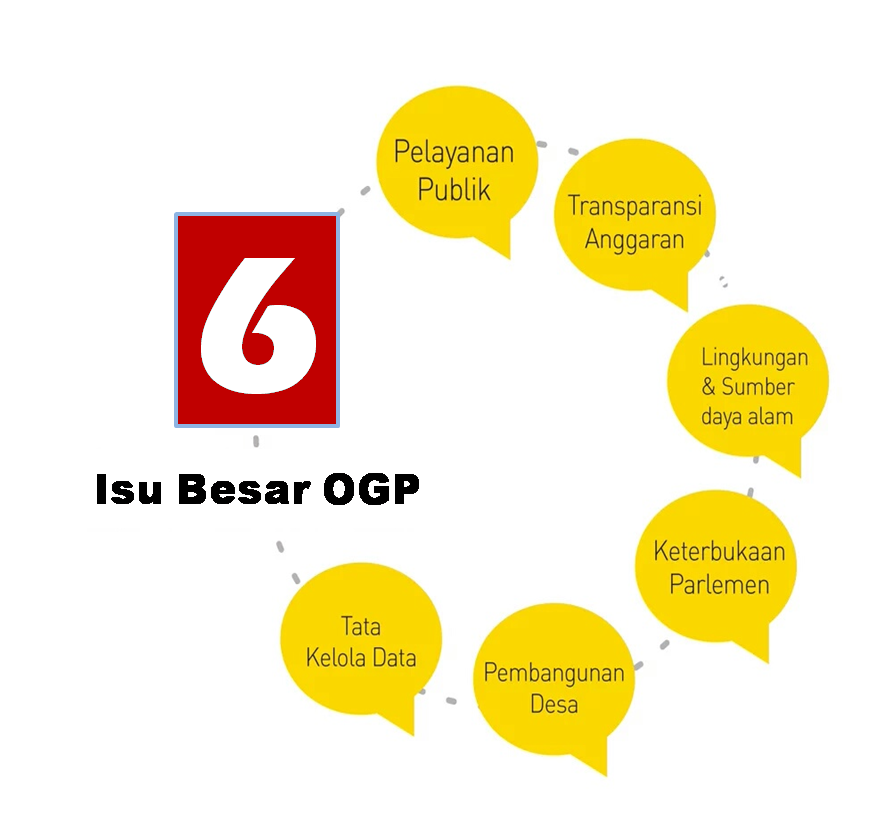 6
Isu Besar OGP
Pelayanan
Publik
Transparansi
Anggaran
Lingkungan
& Sumber
daya alam
Keterbukaan
Parlemen
Pembangunan
Desa
Tata
Kelola Data